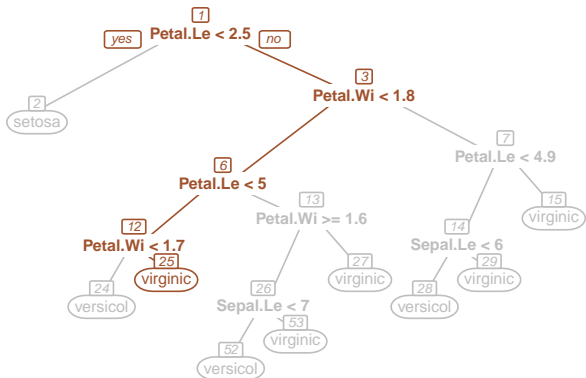 1
Petal.Le < 2.5
yes
no
2
setosa
3
Petal.Wi < 1.8
6
Petal.Le < 5
7
Petal.Le < 4.9
12
Petal.Wi < 1.7
13
Petal.Wi >= 1.6
14
Sepal.Le < 6
15
virginic
24
versicol
25
virginic
26
Sepal.Le < 7
27
virginic
28
versicol
29
virginic
52
versicol
53
virginic